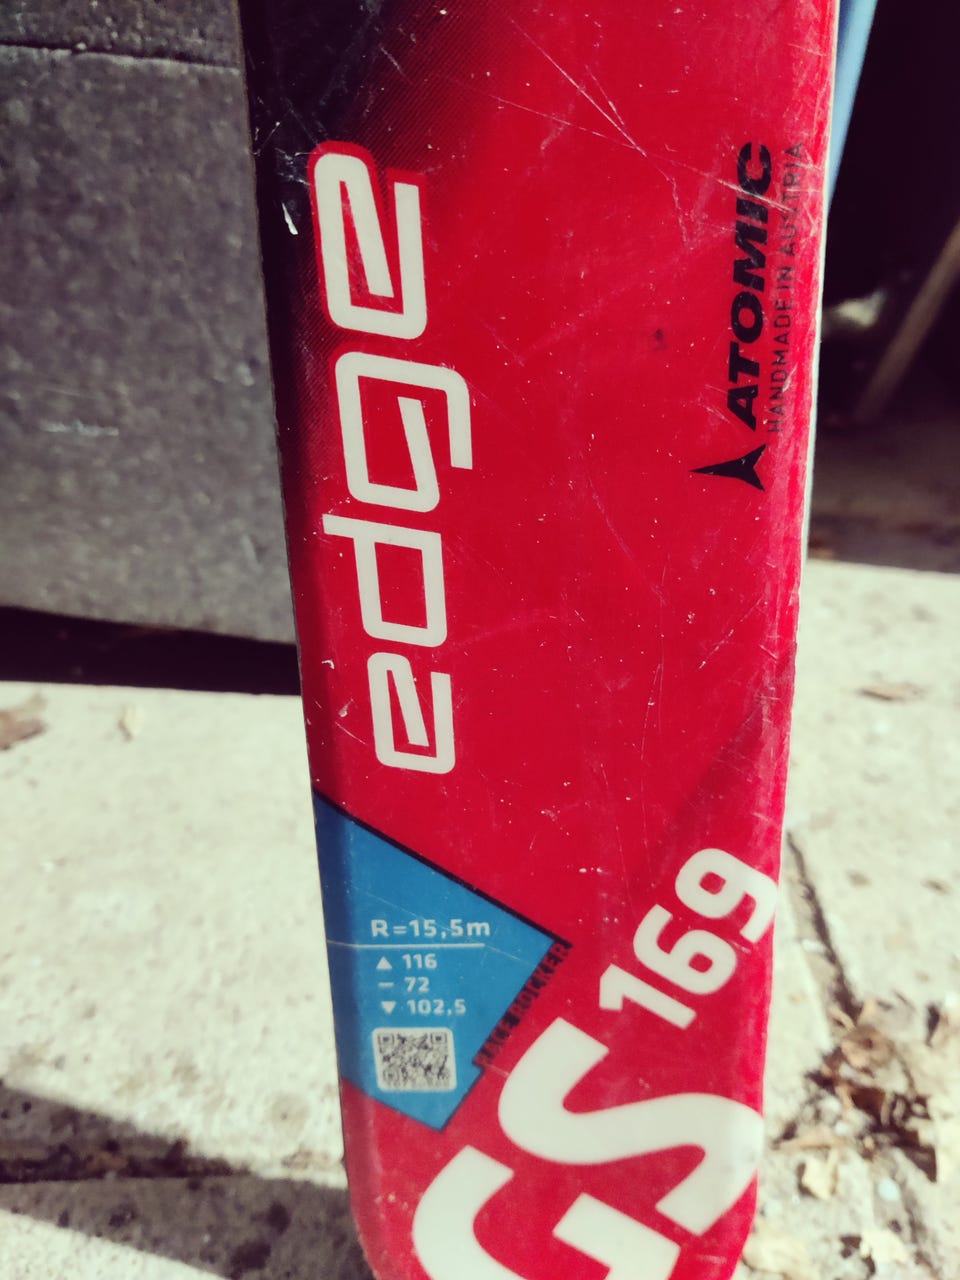 edge
ATOMIC
HANDMADE IN AUSTRIA
R=15,5m
▲ 116
– 72
▼ 102,5
169
GS